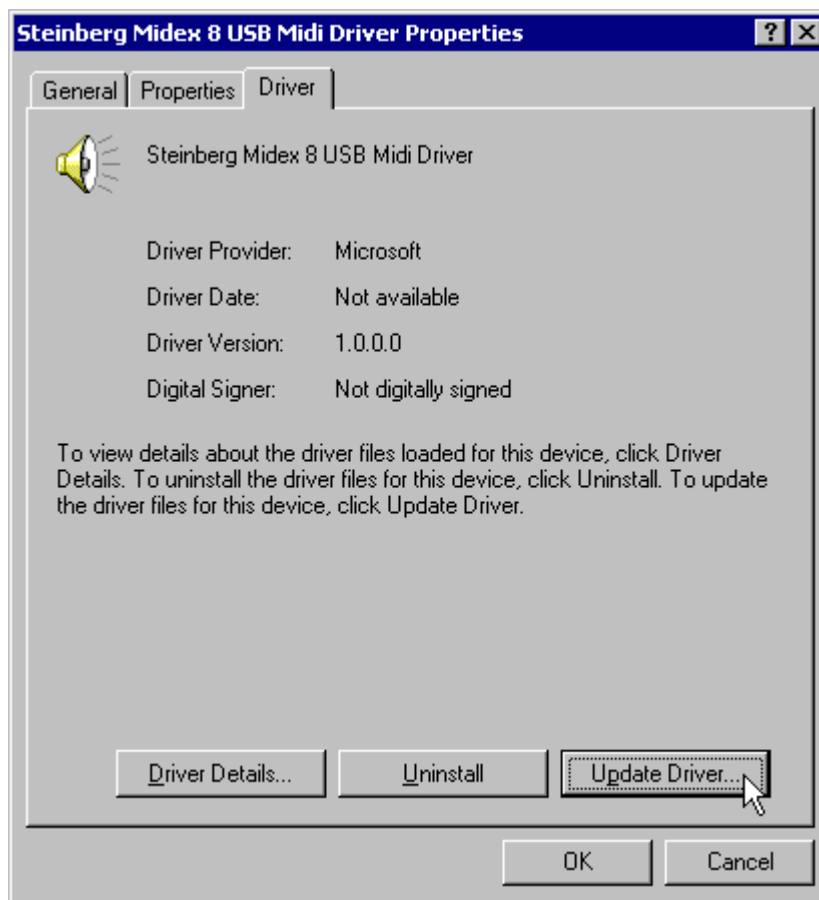 Steinberg Midex 8 USB Midi Driver Properties
General Properties Driver
Steinberg Midex 8 USB Midi Driver
Driver Provider: Microsoft
Driver Date: Not available
Driver Version: 1.0.0.0
Digital Signer: Not digitally signed
To view details about the driver files loaded for this device, click Driver
Details. To uninstall the driver files for this device, click Uninstall. To update
the driver files for this device, click Update Driver.
Driver Details... Uninstall Update Driver...
OK Cancel